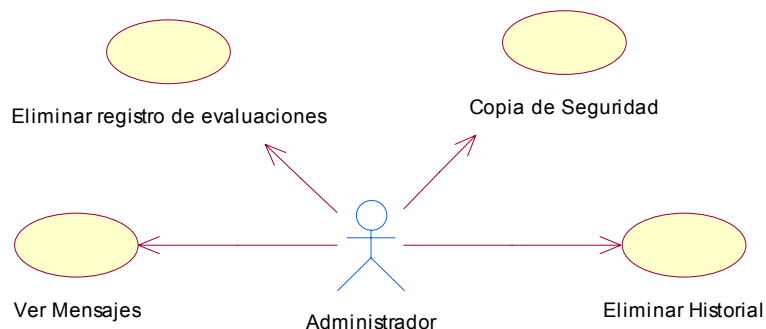 Eliminar registro de evaluaciones
Copia de Seguridad
Ver Mensajes
Administrador
Eliminar Historial